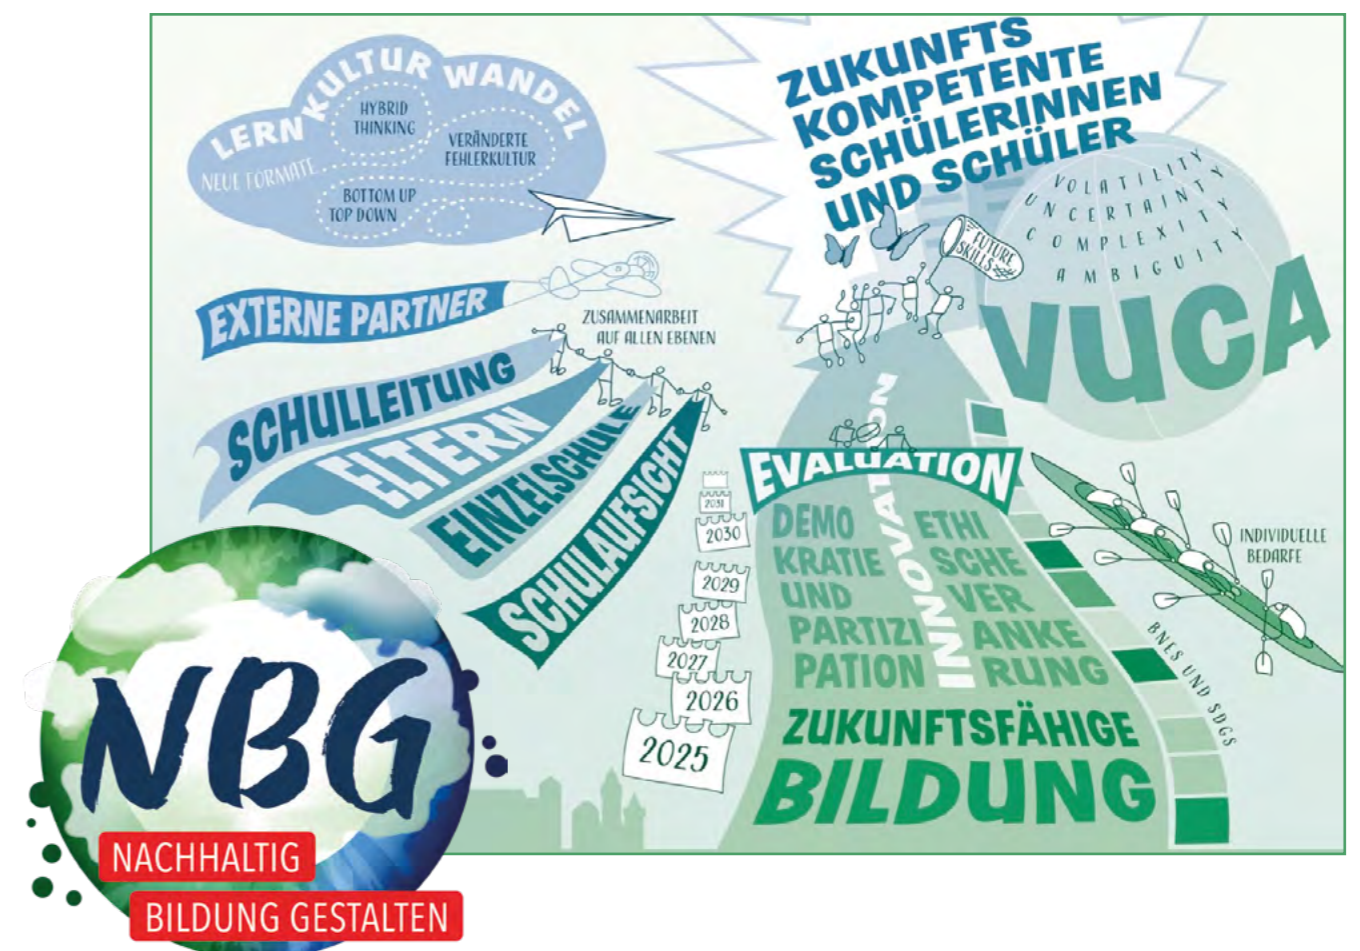 LERN KULTUR WANDEL
HYBRID
THINKING
VERÄNDERTE
FEHLERKULTUR
NEUE FORMATE
BOTTOM UP
TOP DOWN
ZUKUNFTS
KOMPETENTE
SCHÜLERINNEN
UND SCHÜLER
VOLATILITY
UNCERTAINTY
COMPLEXITY
AMBIGUITY
VUCA
FUTURE
SKILLS
EXTERNE PARTNER
ZUSAMMENARBEIT
AUF ALLEN EBENEN
SCHULLEITUNG
ELTERN
EINZELSCHULE
SCHULAUFSICHT
EVALUATION
INNOVATION
DEMO
KRATIE
UND
PARTIZI
PATION
ETHI
SCHE
VER
ANKE
RUNG
ZUKUNFTSFÄHIGE
BILDUNG
2031
2030
2029
2028
2027
2026
2025
INDIVIDUELLE
BEDARFE
BNES UND SDGS
NBG
NACHHALTIG
BILDUNG GESTALTEN